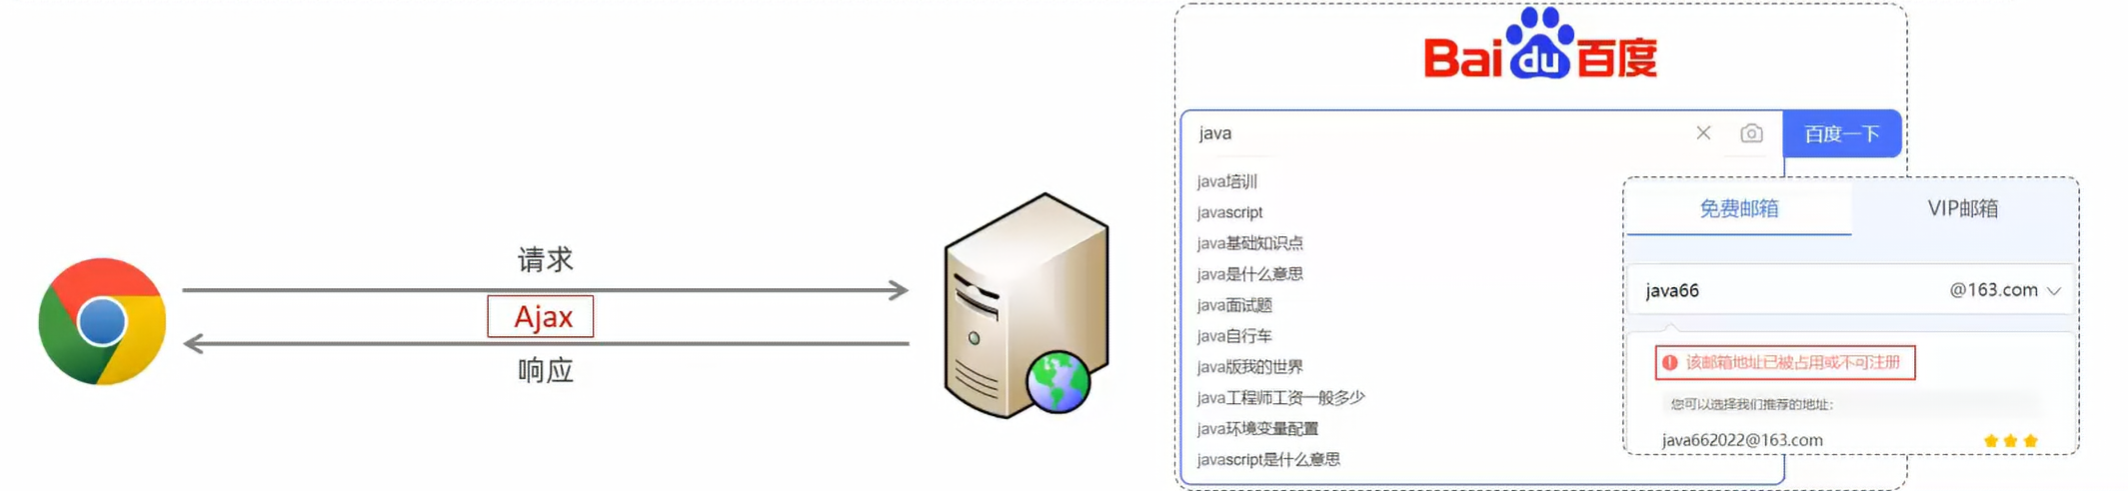 请求
Ajax
响应
Bai du 百度
java
百度一下
java培训
javascript
java基础知识点
java是什么意思
java面试题
java自行车
java版我的世界
java工程师工资一般多少
java环境变量配置
javascript是什么意思
免费邮箱
VIP邮箱
java66
@163.com
该邮箱地址已被占用或不可注册
您可以选择我们推荐的地址:
java662022@163.com